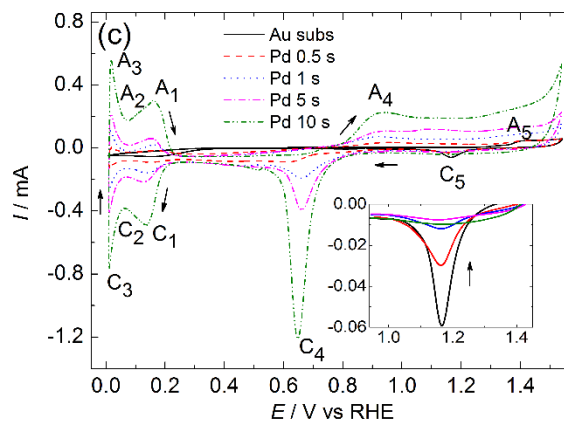 (c)
Au subs
Pd 0.5 s
Pd 1 s
Pd 5 s
Pd 10 s
A3
A2
A1
A4
A5
C5
C2
C1
C3
C4
0.8
0.4
0.0
-0.4
-0.8
-1.2
I / mA
0.00
-0.02
-0.04
-0.06
1.0 1.2 1.4
0.0 0.2 0.4 0.6 0.8 1.0 1.2 1.4
E / V vs RHE